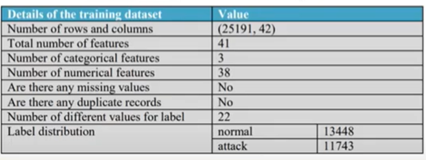 Details of the training dataset Value
Number of rows and columns (25191, 42)
Total number of features 41
Number of categorical features 3
Number of numerical features 38
Are there any missing values No
Are there any duplicate records No
Number of different values for label 22
Label distribution normal 13448
attack 11743